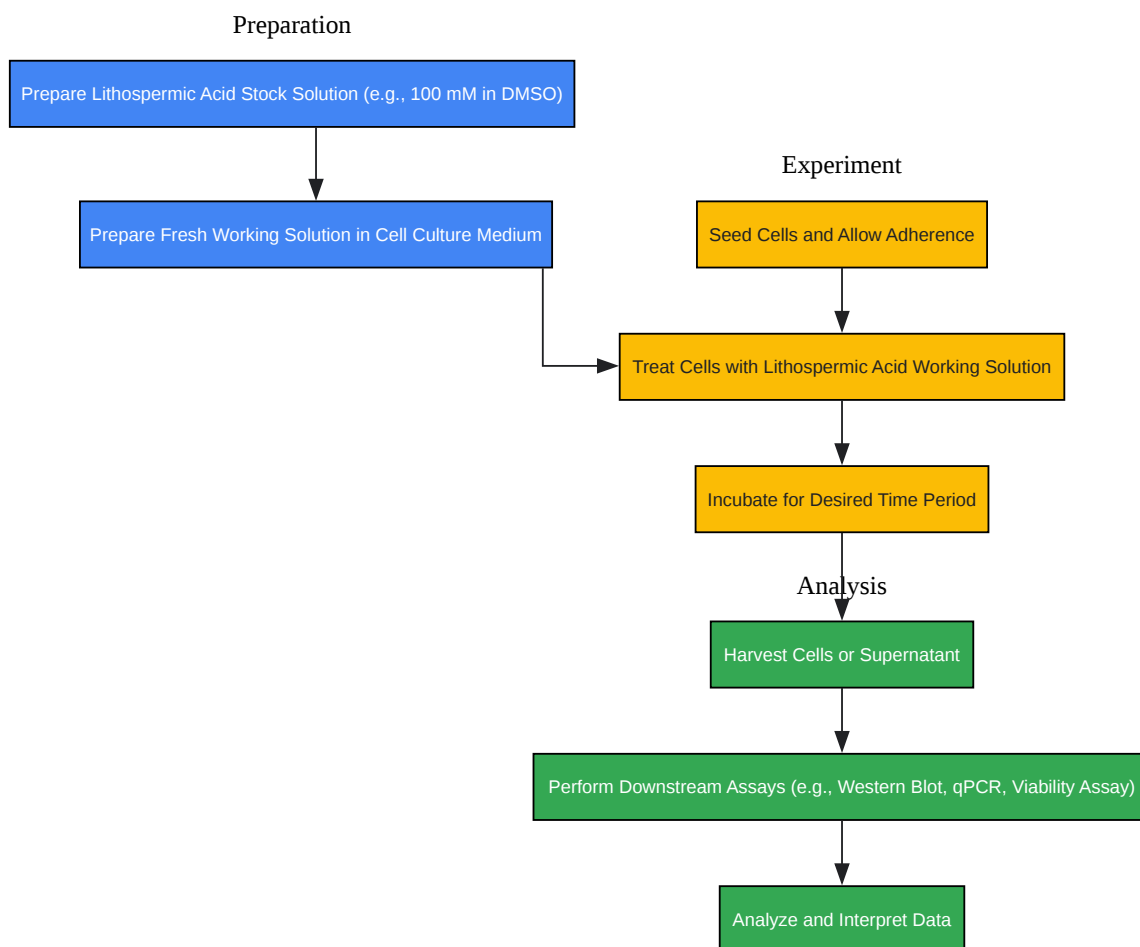 Preparation
Prepare Lithospermic Acid Stock Solution (e.g., 100 mM in DMSO)
Prepare Fresh Working Solution in Cell Culture Medium
Experiment
Seed Cells and Allow Adherence
Treat Cells with Lithospermic Acid Working Solution
Incubate for Desired Time Period
Analysis
Harvest Cells or Supernatant
Perform Downstream Assays (e.g., Western Blot, qPCR, Viability Assay)
Analyze and Interpret Data